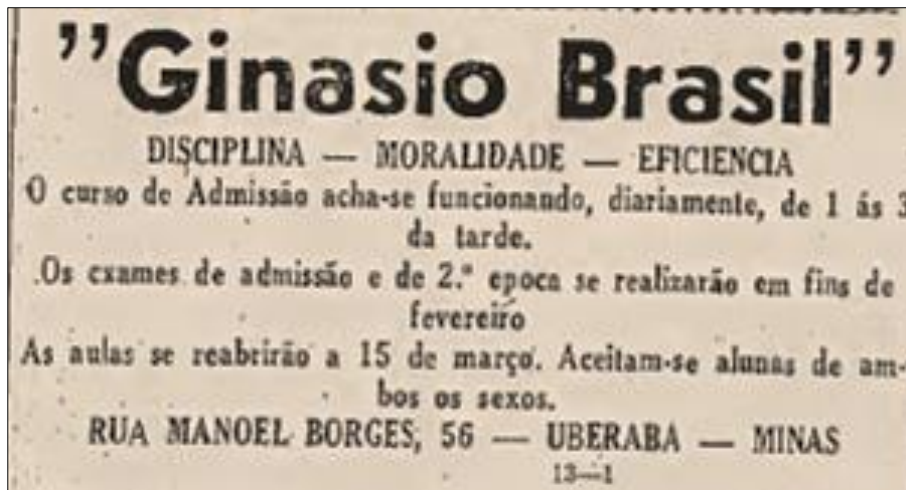 "Ginasio Brasil"
DISCIPLINA — MORALIDADE — EFICIENCIA
O curso de Admissão acha-se funcionando, diariamente, de 1 ás 3
da tarde.
Os exames de admissão e de 2.ª epoca se realizarão em fins de
fevereiro
As aulas se reabrirão a 15 de março. Aceitam-se alunas de am-
bos os sexos.
RUA MANOEL BORGES, 56 — UBERABA — MINAS
13—1